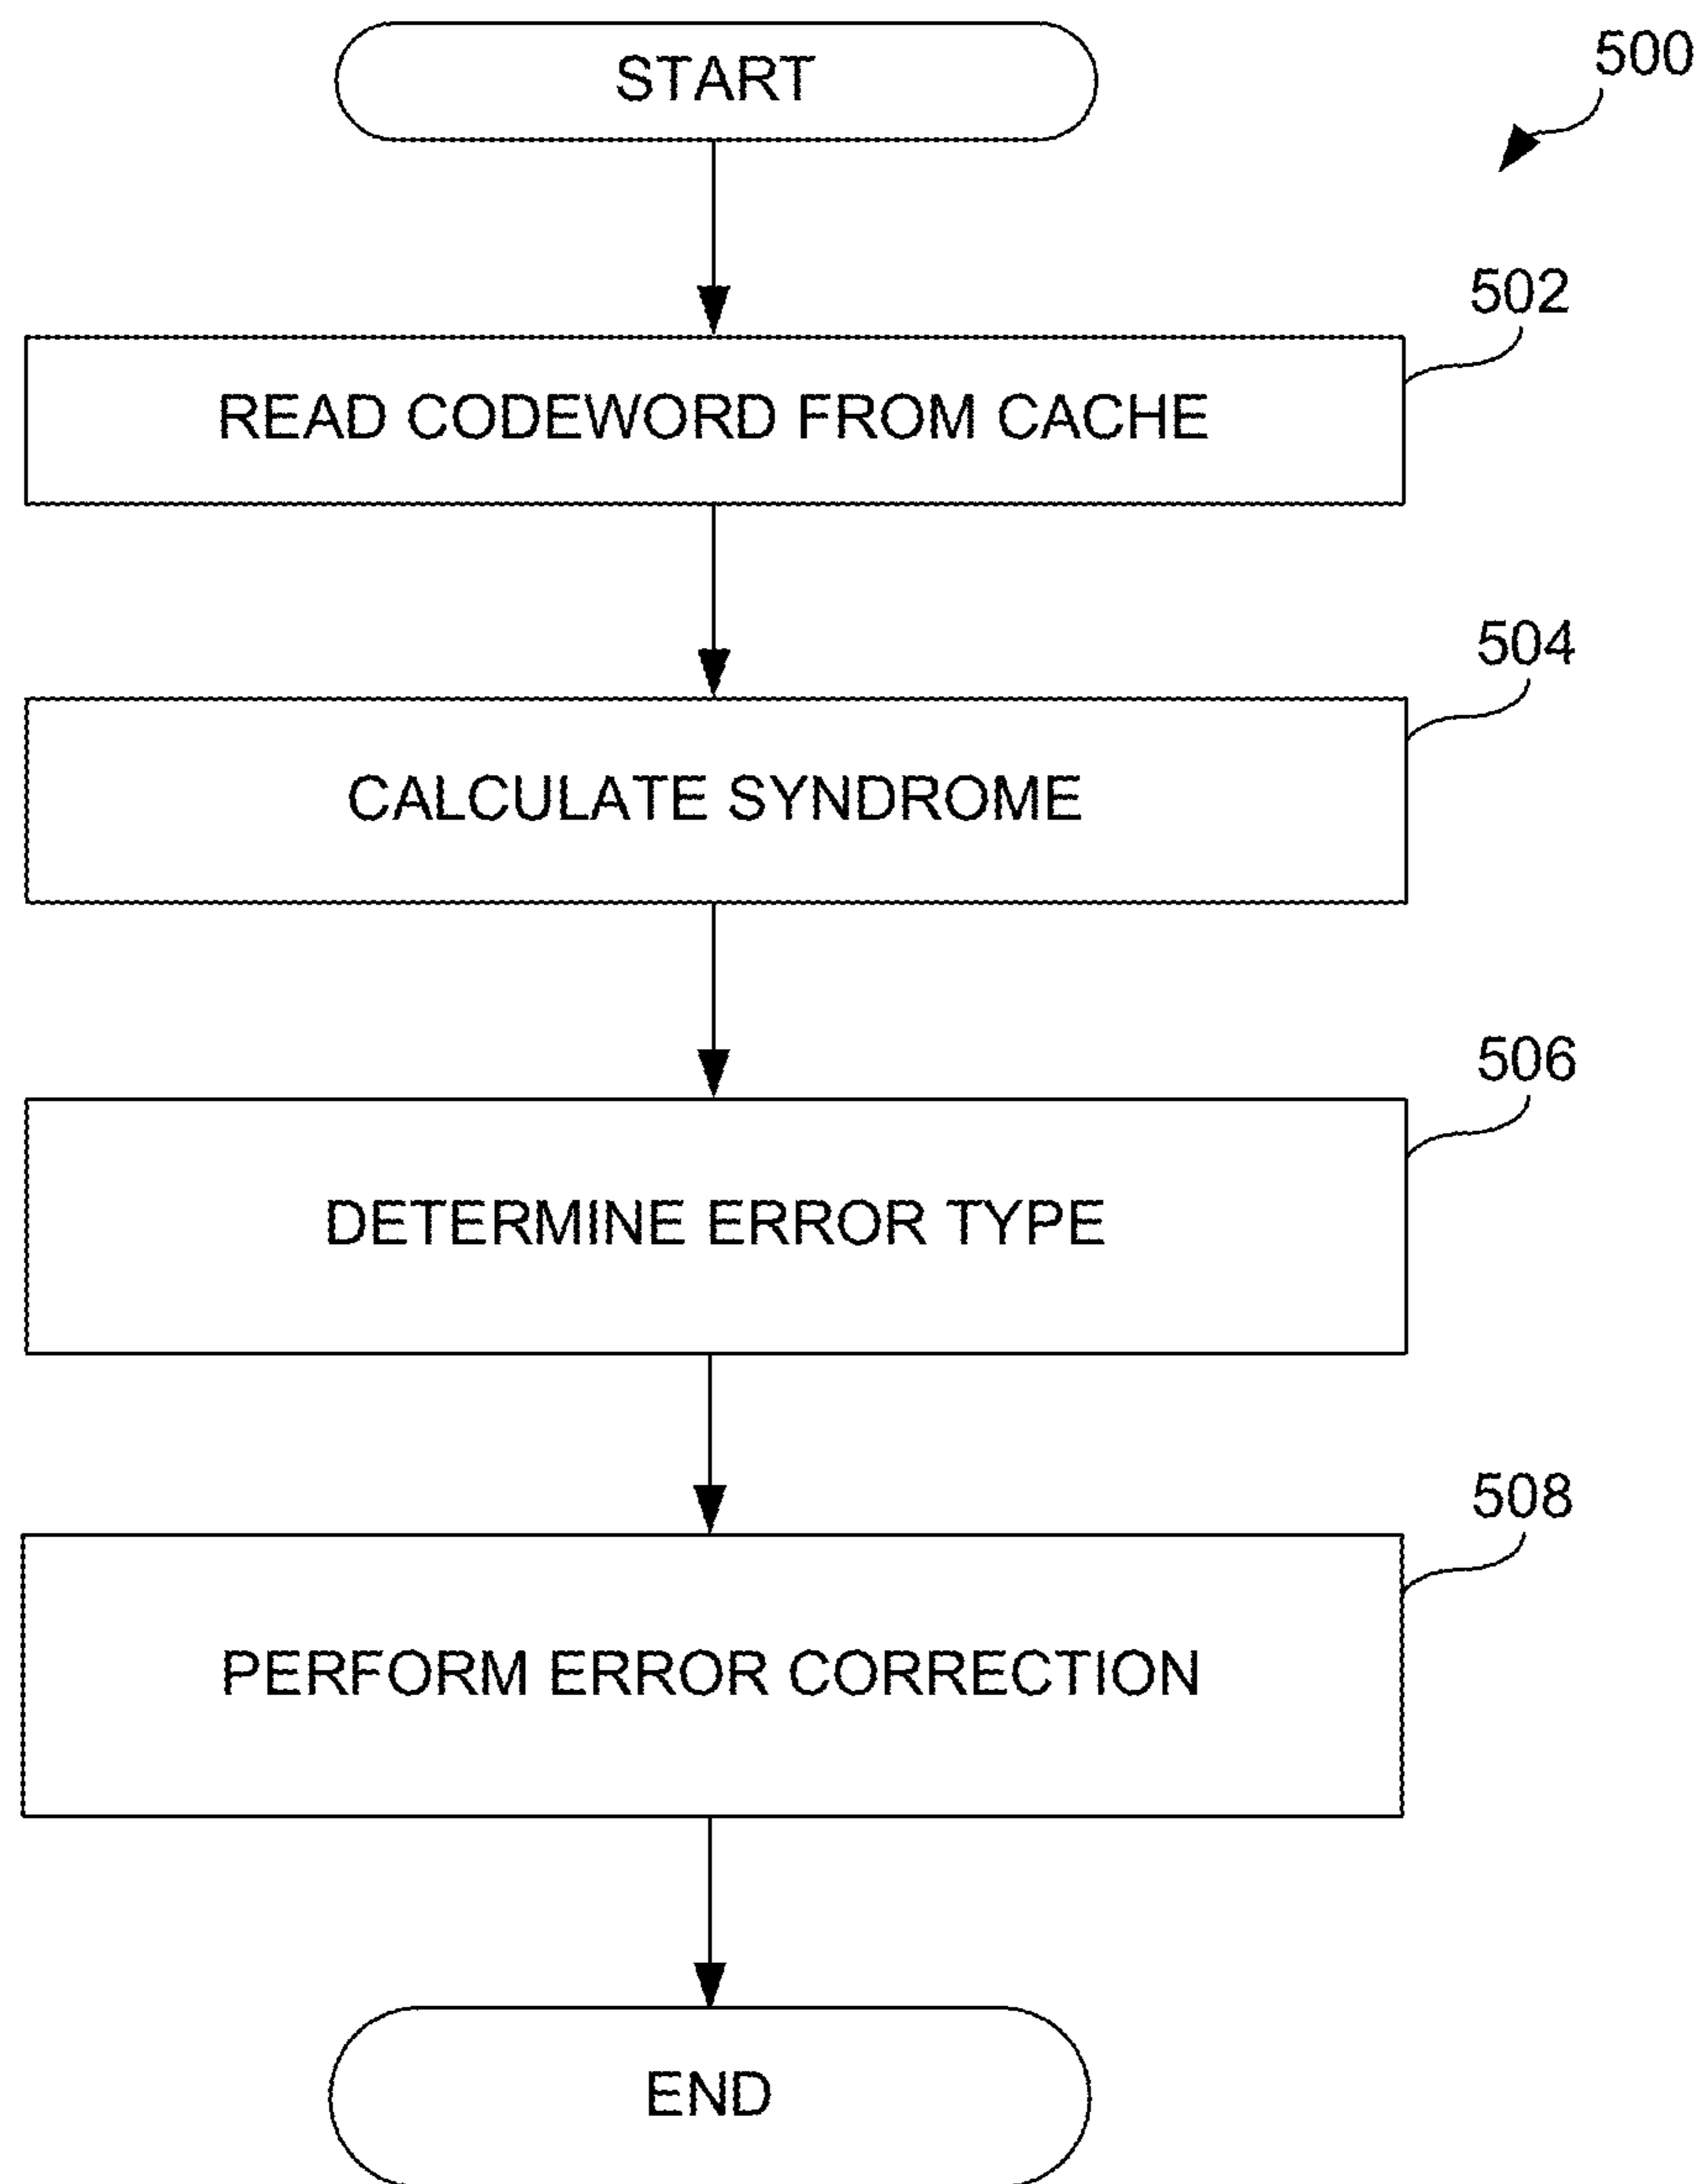 START
500
502
READ CODEWORD FROM CACHE
504
CALCULATE SYNDROME
506
DETERMINE ERROR TYPE
508
PERFORM ERROR CORRECTION
END